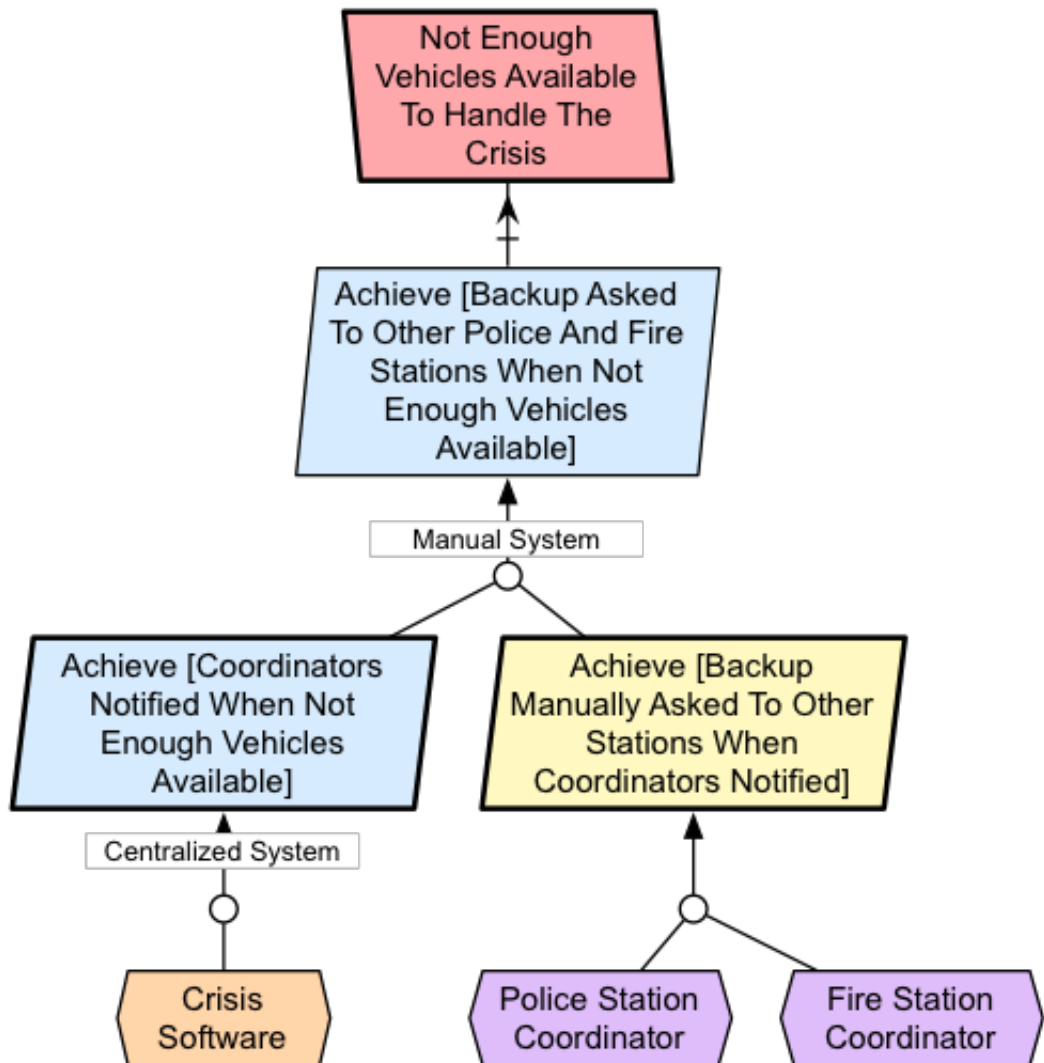 Not Enough
Vehicles Available
To Handle The
Crisis
Achieve [Backup Asked
To Other Police And Fire
Stations When Not
Enough Vehicles
Available]
Manual System
Achieve [Coordinators
Notified When Not
Enough Vehicles
Available]
Achieve [Backup
Manually Asked To Other
Stations When
Coordinators Notified]
Centralized System
Crisis
Software
Police Station
Coordinator
Fire Station
Coordinator